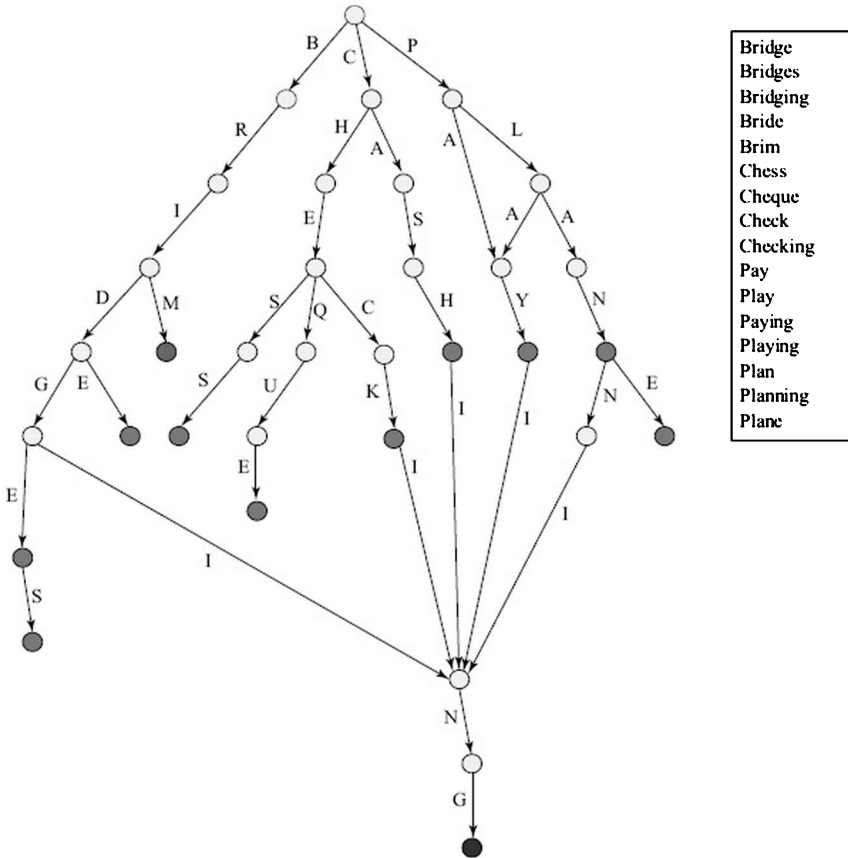 B
C
P
R
H
A
A
L
I
E
S
A
A
D
M
S
Q
C
H
Y
N
G
E
S
U
K
I
I
N
E
E
E
I
I
I
S
N
G
Bridge
Bridges
Bridging
Bride
Brim
Chess
Cheque
Check
Checking
Pay
Play
Paying
Playing
Plan
Planning
Plane